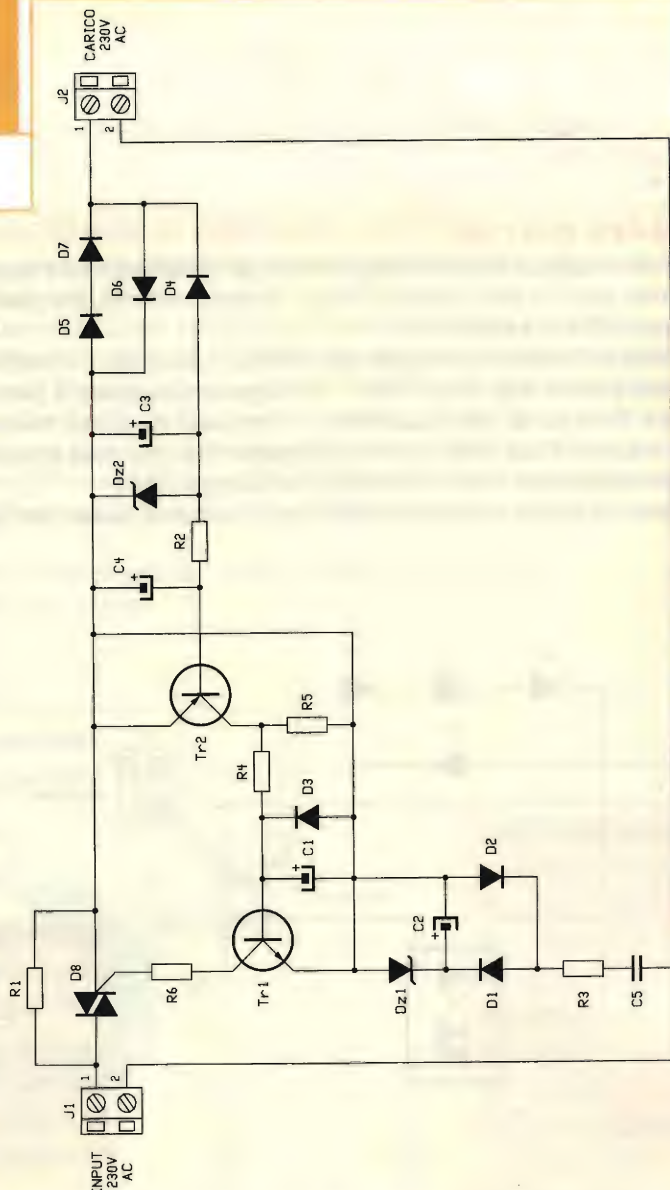 CARICO
230V
AC
J2
1
2
D7
D6
D4
D5
C3
Dz2
R2
C4
Tr2
R5
R4
D3
C1
D2
C2
R1
D8
R6
Tr1
Dz1
D1
R3
C5
J1
1
2
INPUT
230V
AC